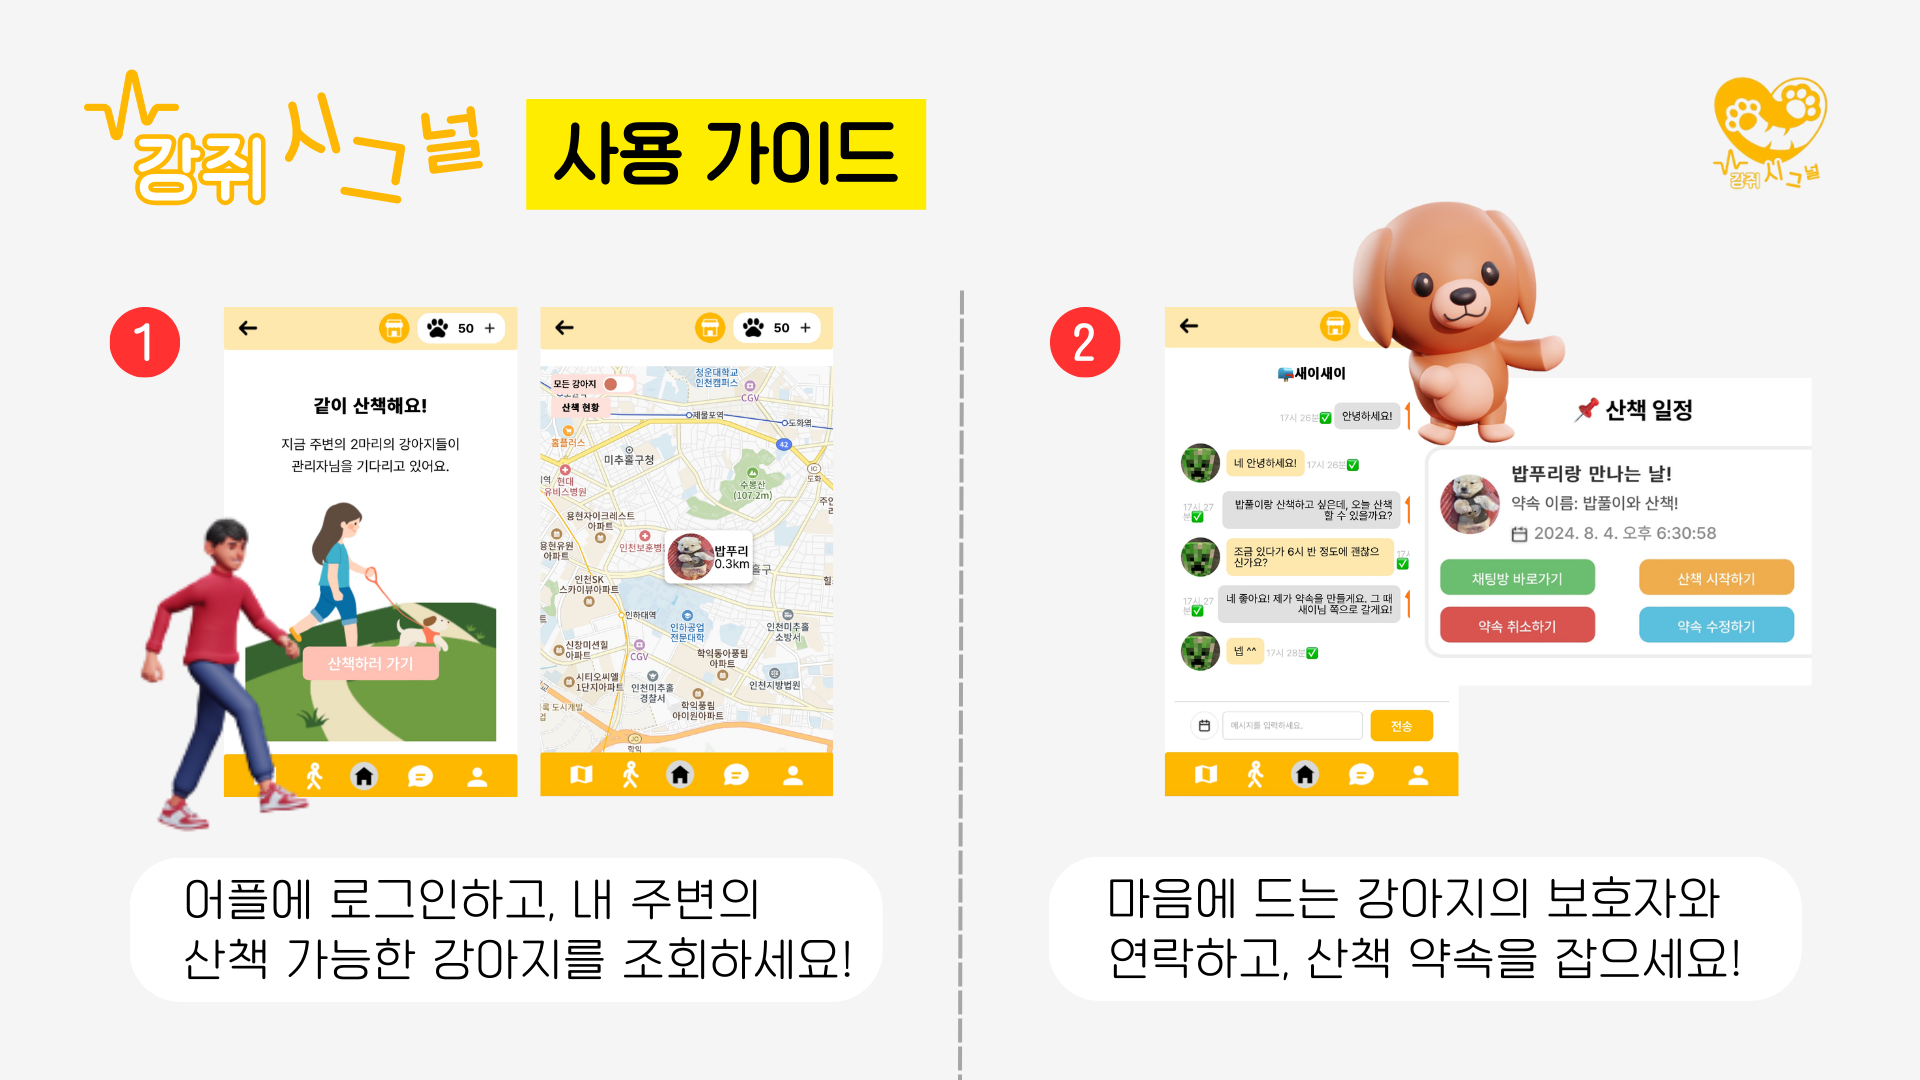 강쥐 시그널
사용 가이드
강쥐 시그널
1
50 +
같이 산책해요!
지금 주변의 2마리의 강아지들이
관리자님을 기다리고 있어요.
산책하러 가기
50 +
모든 강아지
산책 현황
청운대학교
인천캠퍼스
CGV
제물포역
도화역
42
홈플러스
미추홀구청
JC
도화
현대
유비스병원
수봉산
(107.2m)
용현자이크레스트
아파트
용현유원
아파트
인천보훈병원
밥푸리
0.3km
홀구
인천SK
스카이뷰아파트
인하대역
인하공업
전문대학
인천미추홀
소방서
신창미션힐
아파트
CGV
학익동아풍림
아파트
시티오씨엘
1단지아파트
인천미추홀
경찰서
인천지방법원
학익풍림
아이원아파트
록 도시개발
JC
학익
어플에 로그인하고, 내 주변의
산책 가능한 강아지를 조회하세요!
2
새이새이
17시 26분
안녕하세요!
네 안녕하세요!
17시 26분
17시 27
분
밥풀이랑 산책하고 싶은데, 오늘 산책
할 수 있을까요?
조금 있다가 6시 반 정도에 괜찮으
신가요?
17시
17시 27
분
네 좋아요! 제가 약속을 만들게요. 그 때
새이님 쪽으로 갈게요!
넵 ^^
17시 28분
메시지를 입력하세요.
전송
산책 일정
밥푸리랑 만나는 날!
약속 이름: 밥풀이와 산책!
2024. 8. 4. 오후 6:30:58
채팅방 바로가기
산책 시작하기
약속 취소하기
약속 수정하기
마음에 드는 강아지의 보호자와
연락하고, 산책 약속을 잡으세요!